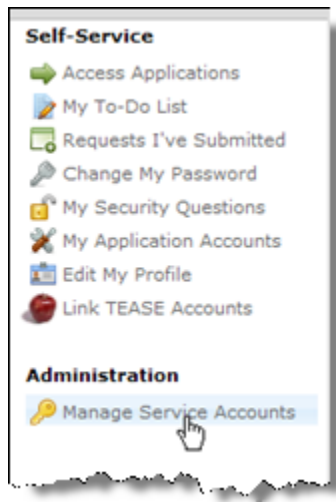 Self-Service
Access Applications
My To-Do List
Requests I've Submitted
Change My Password
My Security Questions
My Application Accounts
Edit My Profile
Link TEASE Accounts
Administration
Manage Service Accounts